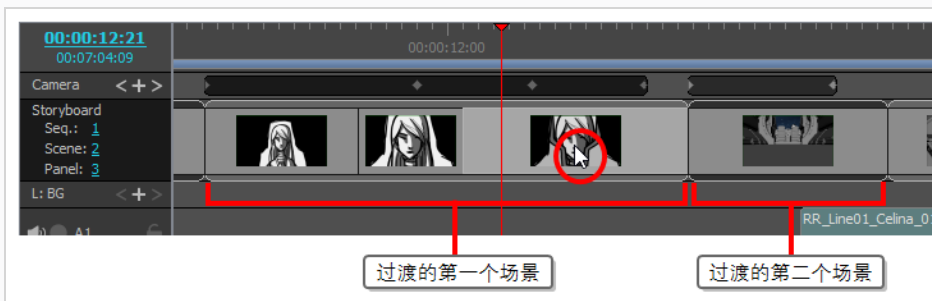 00:00:12:21
00:07:04:09
00:00:12:00
Camera < + >
Storyboard
Seq.: 1
Scene: 2
Panel: 3
L: BG < + >
A1
RR_Line01_Celina_01
过渡的第一个场景
过渡的第二个场景